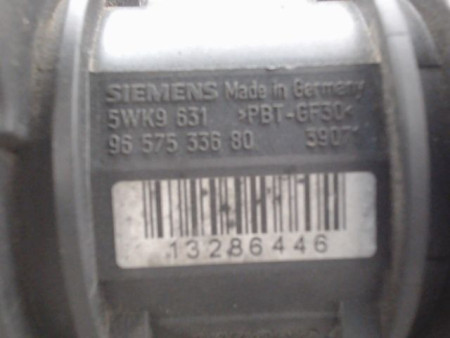 SIEMENS Made in Germany
5WK9 631 >PBT-GF30<
96 575 336 80 3907
13286446